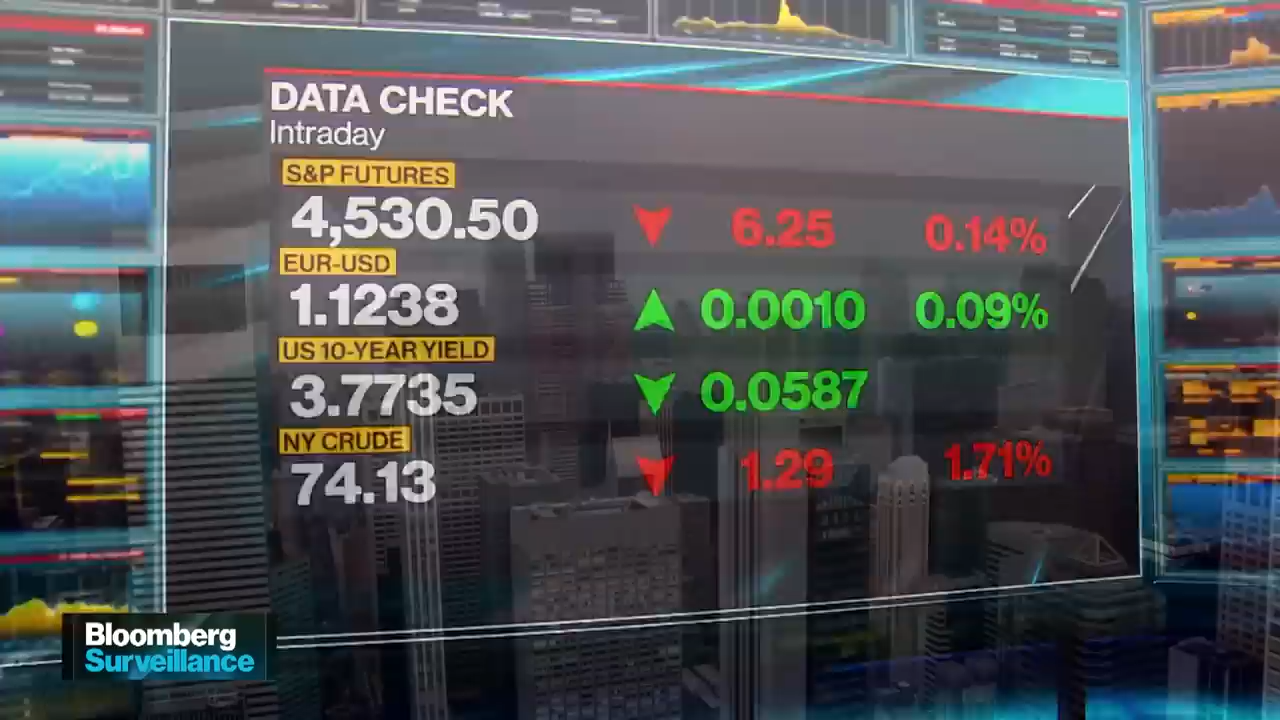 DATA CHECK
Intraday
S&P FUTURES
4,530.50 ▼ 6.25 0.14%
EUR-USD
1.1238 ▲ 0.0010 0.09%
US 10-YEAR YIELD
3.7735 ▼ 0.0587
NY CRUDE
74.13 ▼ 1.29 1.71%
Bloomberg
Surveillance